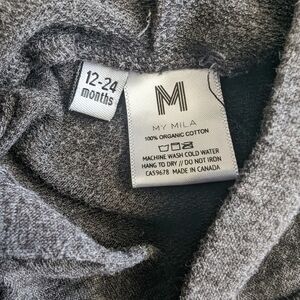 12-24
months
M
MY MILA
100% ORGANIC COTTON
MACHINE WASH COLD WATER
HANG TO DRY // DO NOT IRON
CA59678 MADE IN CANADA